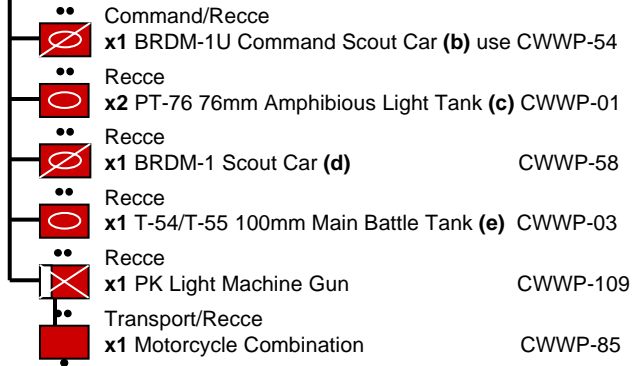 Command/Recce
x1 BRDM-1U Command Scout Car (b) use CWWP-54
Recce
x2 PT-76 76mm Amphibious Light Tank (c) CWWP-01
Recce
x1 BRDM-1 Scout Car (d) CWWP-58
Recce
x1 T-54/T-55 100mm Main Battle Tank (e) CWWP-03
Recce
x1 PK Light Machine Gun CWWP-109
Transport/Recce
x1 Motorcycle Combination CWWP-85